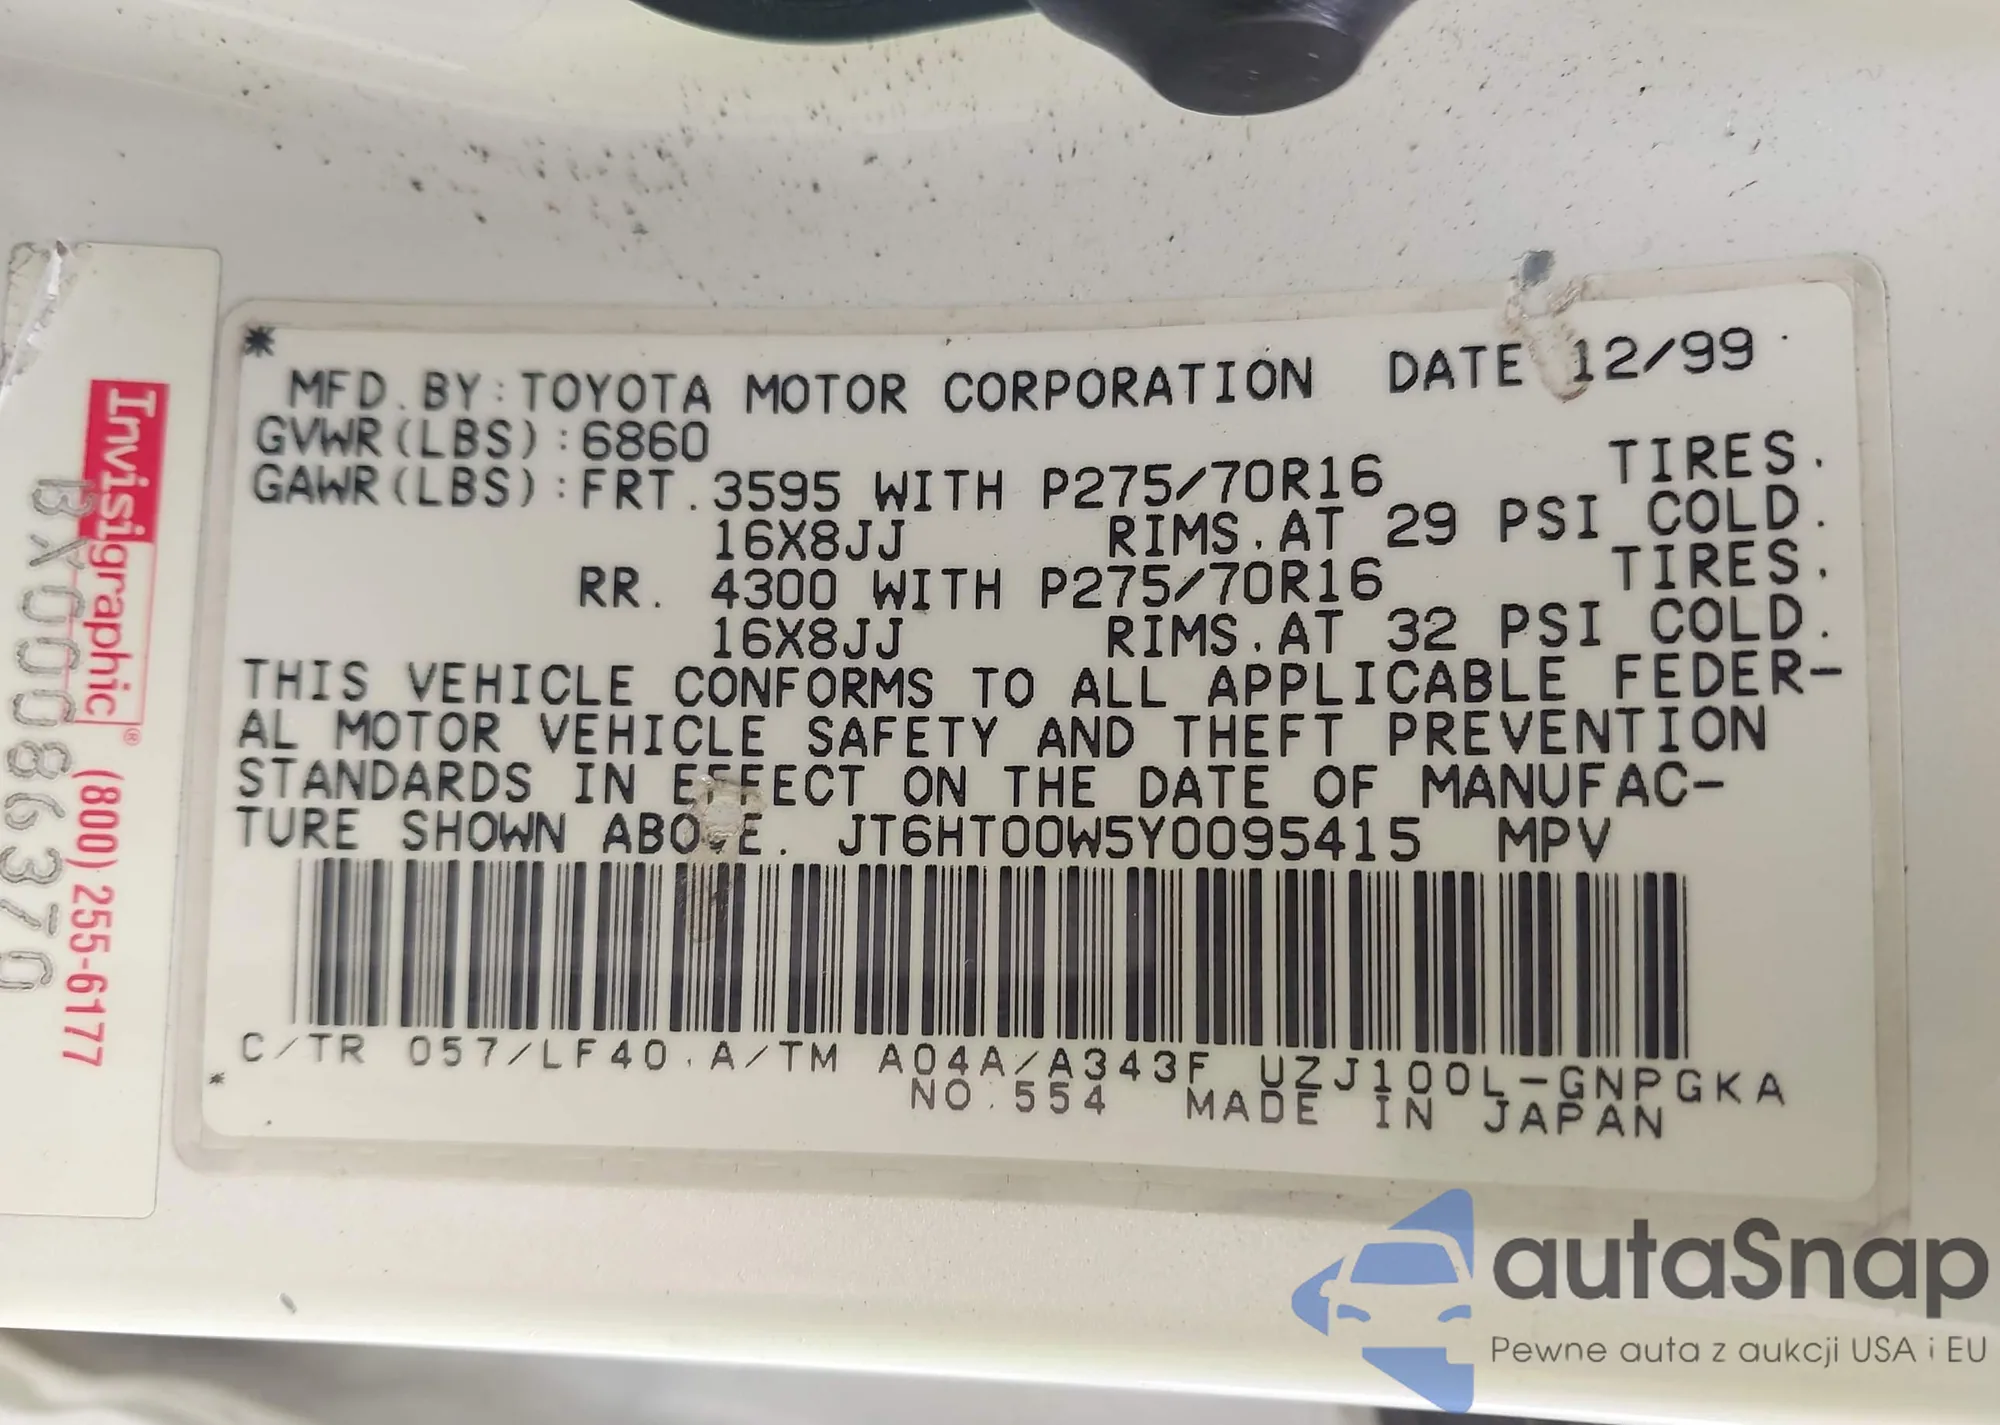 *
MFD. BY: TOYOTA MOTOR CORPORATION DATE 12/99
GVWR(LBS): 6860
GAWR(LBS): FRT. 3595 WITH P275/70R16 TIRES.
16X8JJ RIMS. AT 29 PSI COLD.
RR. 4300 WITH P275/70R16 TIRES.
16X8JJ RIMS. AT 32 PSI COLD.
THIS VEHICLE CONFORMS TO ALL APPLICABLE FEDER-
AL MOTOR VEHICLE SAFETY AND THEFT PREVENTION
STANDARDS IN EFFECT ON THE DATE OF MANUFAC-
TURE SHOWN ABOVE. JT6HT00W5Y0095415 MPV
C/TR 057/LF40. A/TM A04A/A343F UZJ100L-GNPGKA
* NO. 554 MADE IN JAPAN
Invisigraphic® (800) 255-6177
BX0086370
autaSnap
Pewne auta z aukcji USA i EU